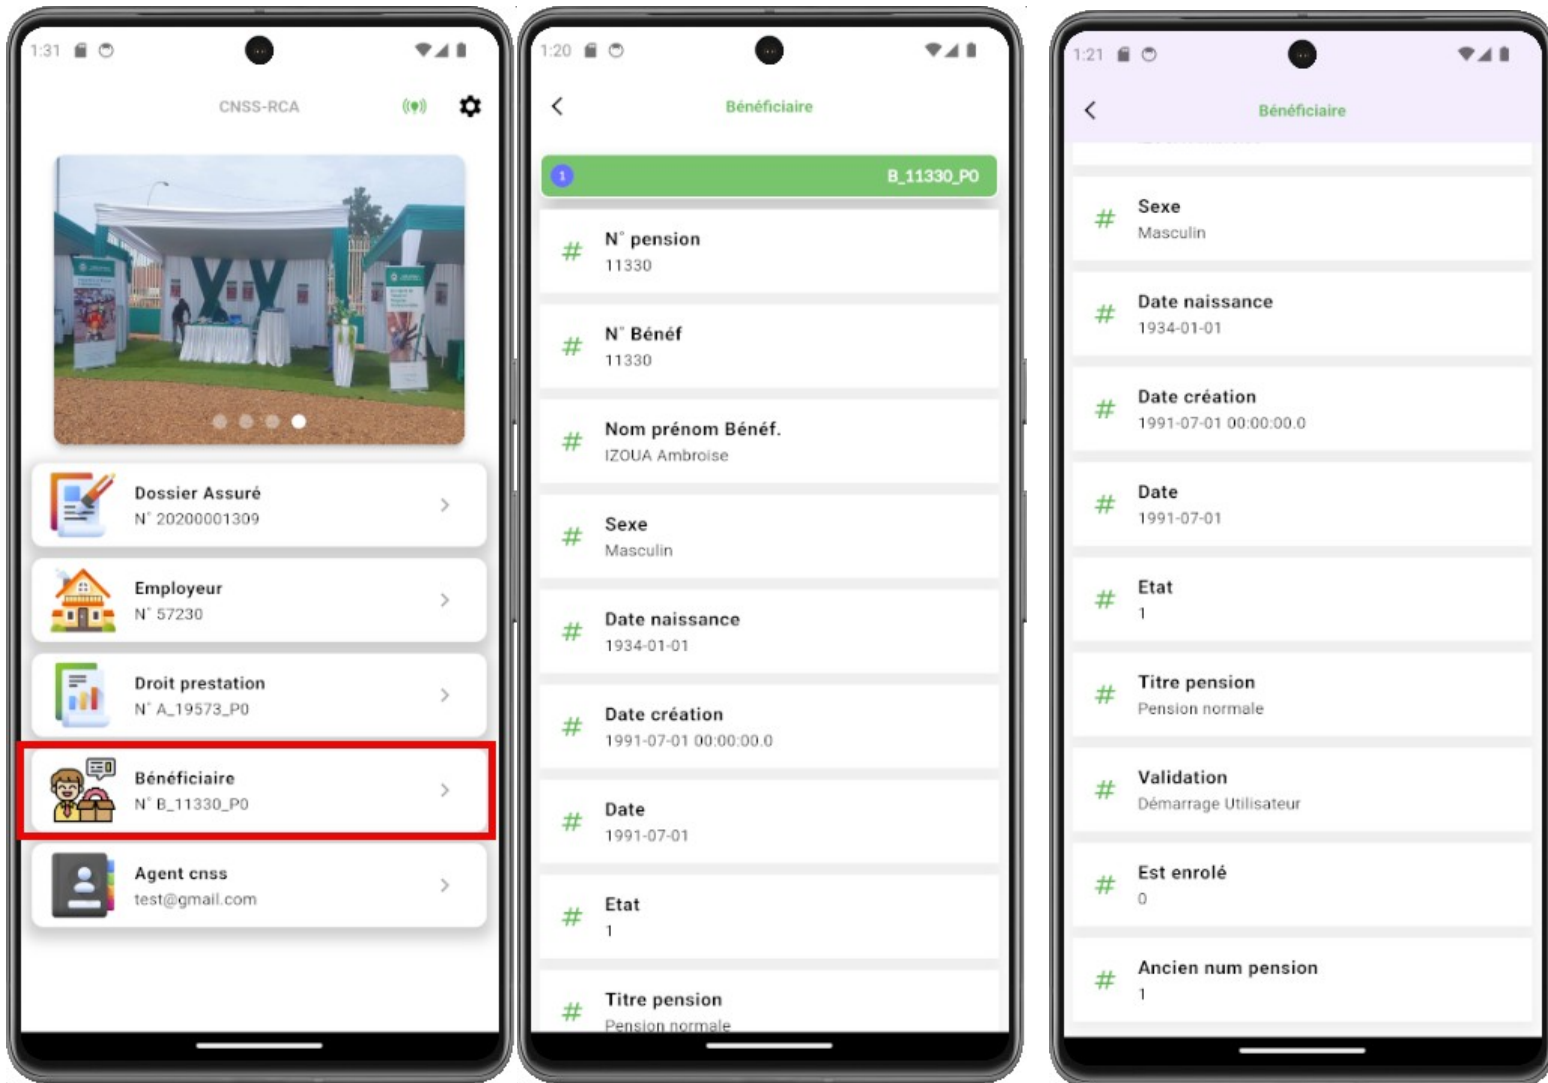 1:31
CNSS-RCA
Dossier Assuré
N° 20200001309
Employeur
N° 57230
Droit prestation
N° A_19573_P0
Bénéficiaire
N° B_11330_P0
Agent cnss
test@gmail.com
1:20
Bénéficiaire
1
B_11330_P0
# N° pension
11330
# N° Bénéf
11330
# Nom prénom Bénéf.
IZOUA Ambroise
# Sexe
Masculin
# Date naissance
1934-01-01
# Date création
1991-07-01 00:00:00.0
# Date
1991-07-01
# Etat
1
# Titre pension
Pension normale
1:21
Bénéficiaire
# Sexe
Masculin
# Date naissance
1934-01-01
# Date création
1991-07-01 00:00:00.0
# Date
1991-07-01
# Etat
1
# Titre pension
Pension normale
# Validation
Démarrage Utilisateur
# Est enrolé
0
# Ancien num pension
1